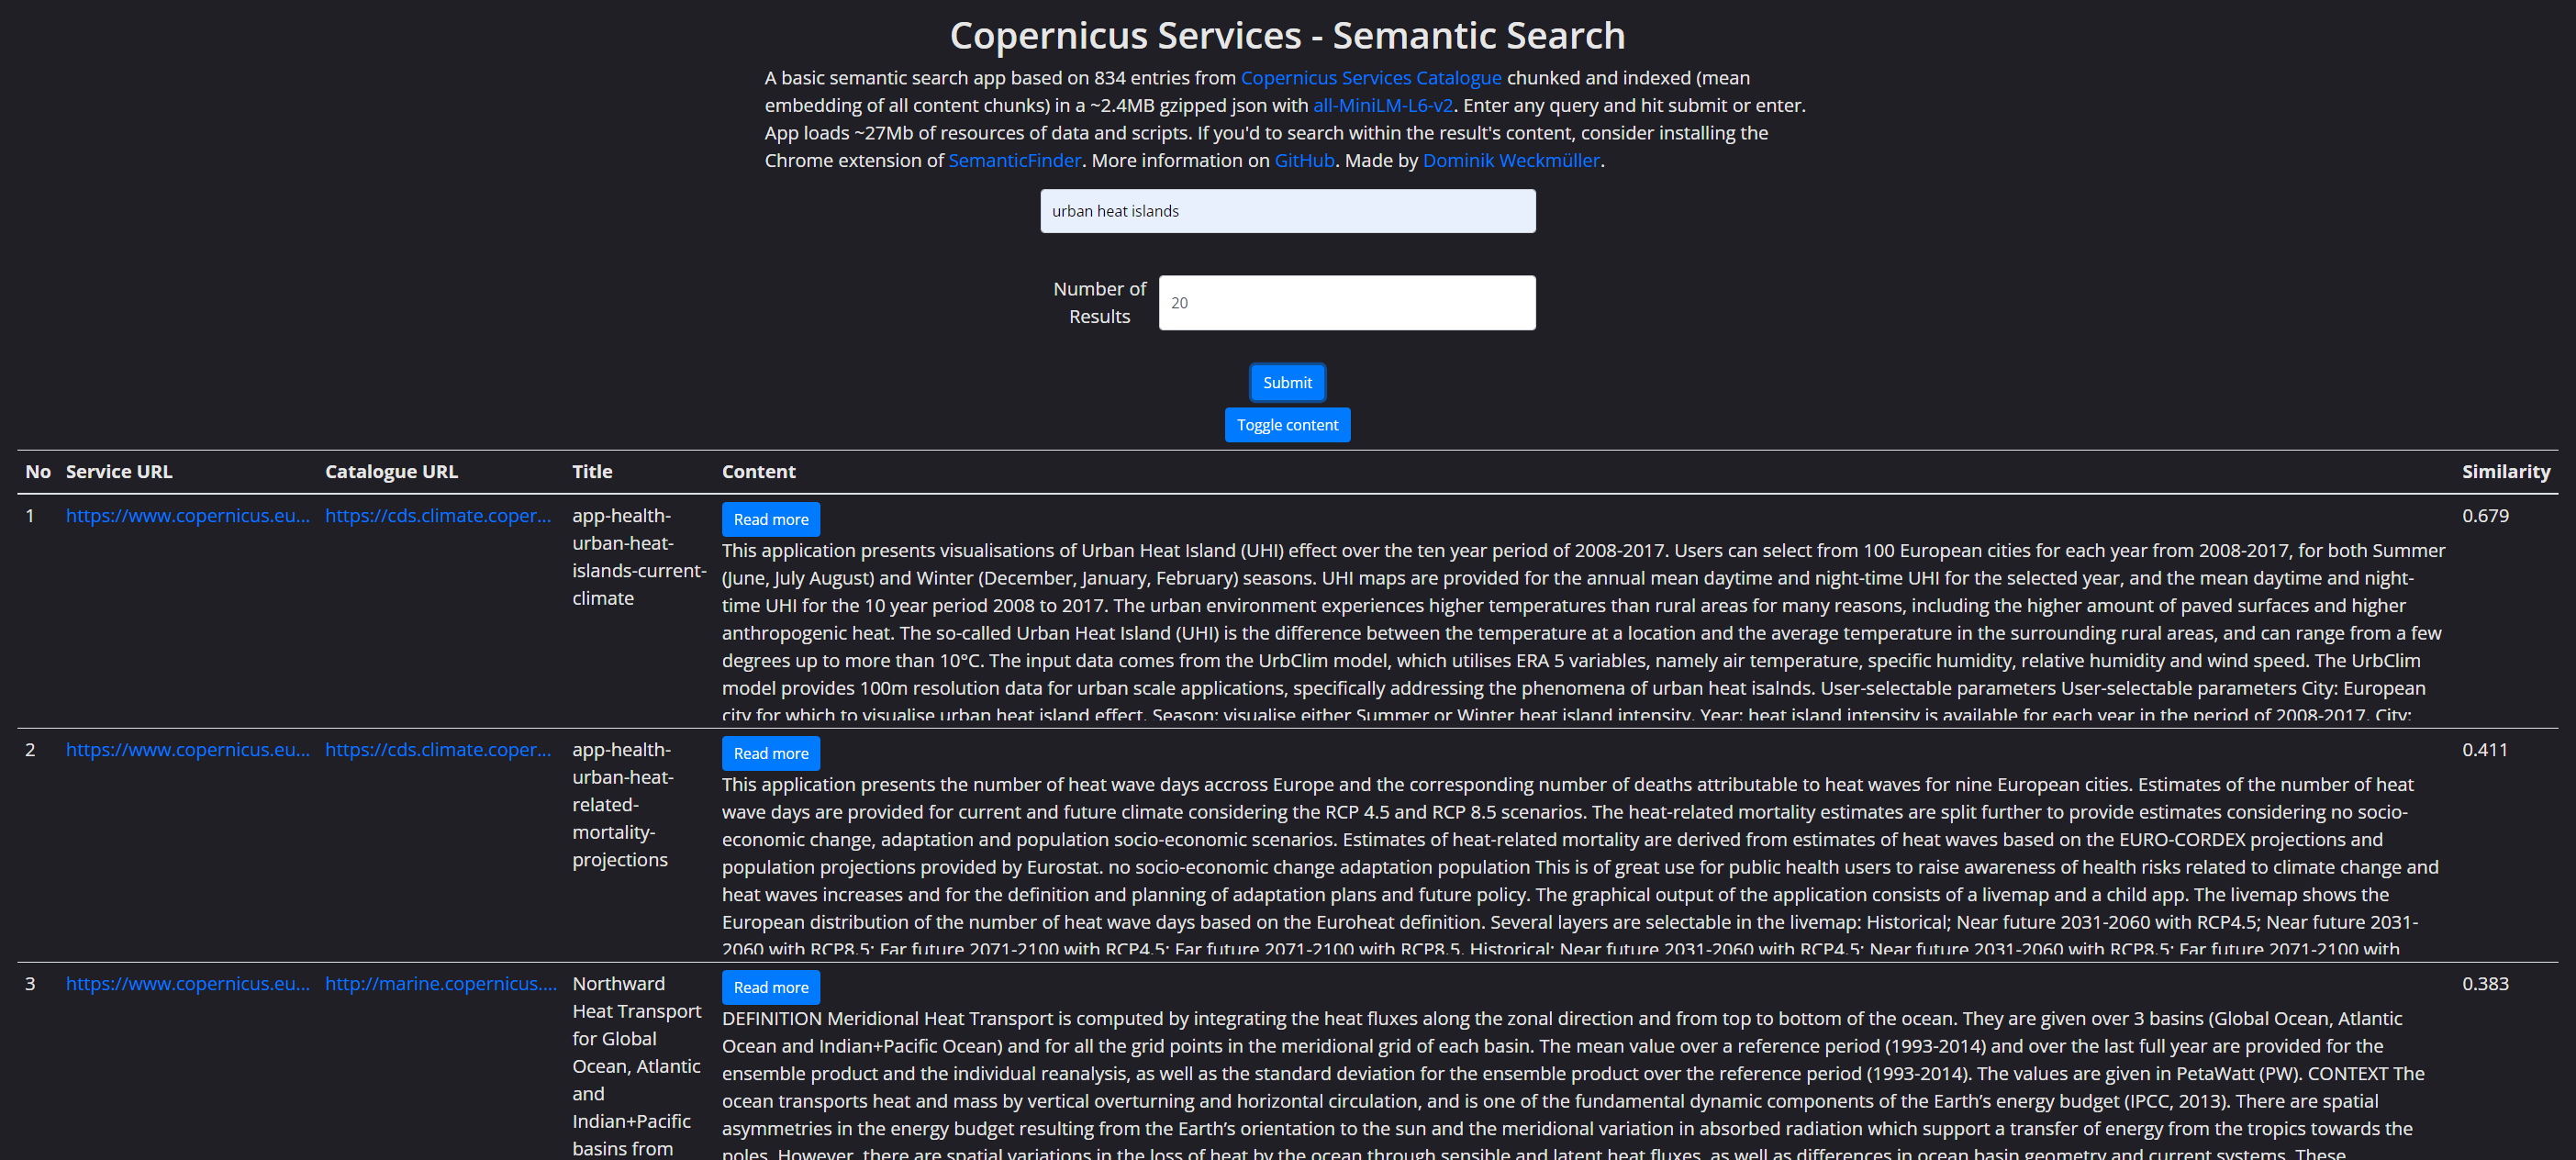 Copernicus Services - Semantic Search
A basic semantic search app based on 834 entries from Copernicus Services Catalogue chunked and indexed (mean
embedding of all content chunks) in a ~2.4MB gzipped json with all-MiniLM-L6-v2. Enter any query and hit submit or enter.
App loads ~27Mb of resources of data and scripts. If you'd to search within the result's content, consider installing the
Chrome extension of SemanticFinder. More information on GitHub. Made by Dominik Weckmüller.
urban heat islands
Number of
Results
20
Submit
Toggle content
No Service URL Catalogue URL Title Content Similarity
1 https://www.copernicus.eu... https://cds.climate.coper...
app-health-
urban-heat-
islands-current-
climate
Read more
This application presents visualisations of Urban Heat Island (UHI) effect over the ten year period of 2008-2017. Users can select from 100 European cities for each year from 2008-2017, for both Summer
(June, July August) and Winter (December, January, February) seasons. UHI maps are provided for the annual mean daytime and night-time UHI for the selected year, and the mean daytime and night-
time UHI for the 10 year period 2008 to 2017. The urban environment experiences higher temperatures than rural areas for many reasons, including the higher amount of paved surfaces and higher
anthropogenic heat. The so-called Urban Heat Island (UHI) is the difference between the temperature at a location and the average temperature in the surrounding rural areas, and can range from a few
degrees up to more than 10°C. The input data comes from the UrbClim model, which utilises ERA 5 variables, namely air temperature, specific humidity, relative humidity and wind speed. The UrbClim
model provides 100m resolution data for urban scale applications, specifically addressing the phenomena of urban heat isalnds. User-selectable parameters User-selectable parameters City: European
city for which to visualise urban heat island effect. Season: visualise either Summer or Winter heat island intensity. Year: heat island intensity is available for each year in the period of 2008-2017. City:
0.679
2 https://www.copernicus.eu... https://cds.climate.coper...
app-health-
urban-heat-
related-
mortality-
projections
Read more
This application presents the number of heat wave days accross Europe and the corresponding number of deaths attributable to heat waves for nine European cities. Estimates of the number of heat
wave days are provided for current and future climate considering the RCP 4.5 and RCP 8.5 scenarios. The heat-related mortality estimates are split further to provide estimates considering no socio-
economic change, adaptation and population socio-economic scenarios. Estimates of heat-related mortality are derived from estimates of heat waves based on the EURO-CORDEX projections and
population projections provided by Eurostat. no socio-economic change adaptation population This is of great use for public health users to raise awareness of health risks related to climate change and
heat waves increases and for the definition and planning of adaptation plans and future policy. The graphical output of the application consists of a livemap and a child app. The livemap shows the
European distribution of the number of heat wave days based on the Euroheat definition. Several layers are selectable in the livemap: Historical; Near future 2031-2060 with RCP4.5; Near future 2031-
2060 with RCP8.5; Far future 2071-2100 with RCP4.5; Far future 2071-2100 with RCP8.5. Historical; Near future 2031-2060 with RCP4.5; Near future 2031-2060 with RCP8.5; Far future 2071-2100 with
0.411
3 https://www.copernicus.eu... http://marine.copernicus....
Northward
Heat Transport
for Global
Ocean, Atlantic
and
Indian+Pacific
basins from
Read more
DEFINITION Meridional Heat Transport is computed by integrating the heat fluxes along the zonal direction and from top to bottom of the ocean. They are given over 3 basins (Global Ocean, Atlantic
Ocean and Indian+Pacific Ocean) and for all the grid points in the meridional grid of each basin. The mean value over a reference period (1993-2014) and over the last full year are provided for the
ensemble product and the individual reanalysis, as well as the standard deviation for the ensemble product over the reference period (1993-2014). The values are given in PetaWatt (PW). CONTEXT The
ocean transports heat and mass by vertical overturning and horizontal circulation, and is one of the fundamental dynamic components of the Earth’s energy budget (IPCC, 2013). There are spatial
asymmetries in the energy budget resulting from the Earth’s orientation to the sun and the meridional variation in absorbed radiation which support a transfer of energy from the tropics towards the
poles. However, there are spatial variations in the loss of heat by the ocean through sensible and latent heat fluxes, as well as differences in ocean basin geometry and current systems. These
0.383